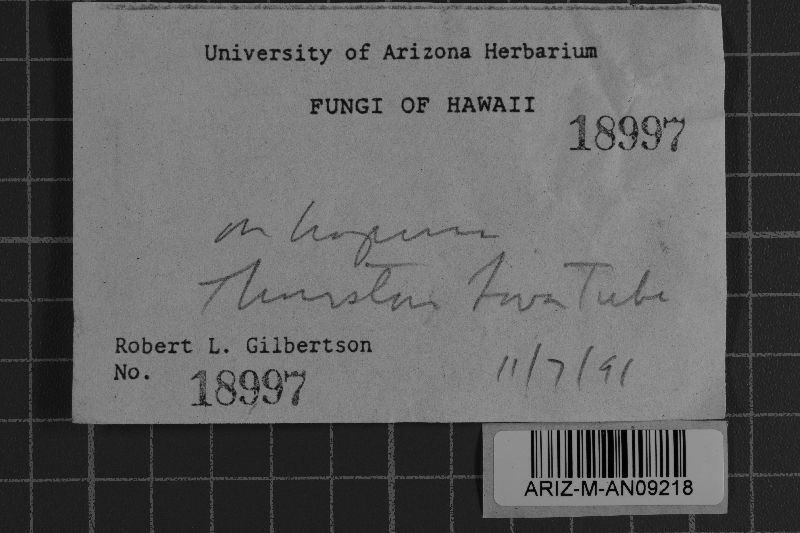 University of Arizona Herbarium
FUNGI OF HAWAII
18997
on hapuu
Thurston Lava Tube
Robert L. Gilbertson
11/7/91
No. 18997
ARIZ-M-AN09218